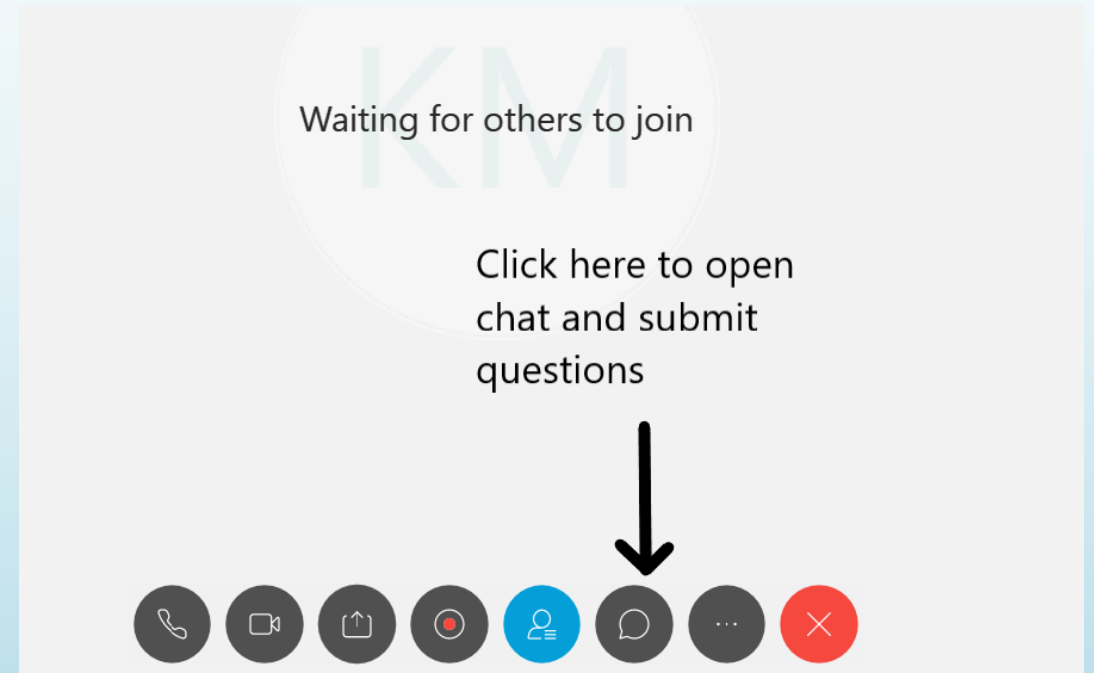 KM
Waiting for others to join
Click here to open
chat and submit
questions